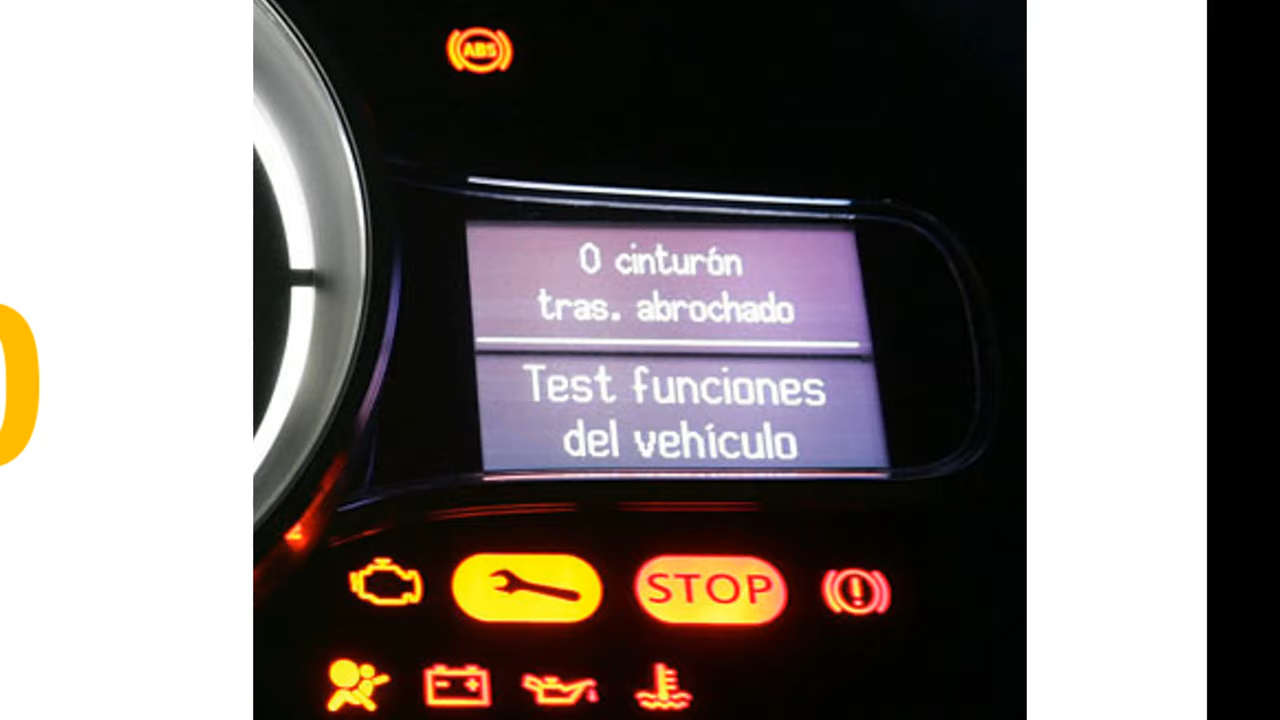 ABS
0 cinturón
tras. abrochado
Test funciones
del vehículo
STOP